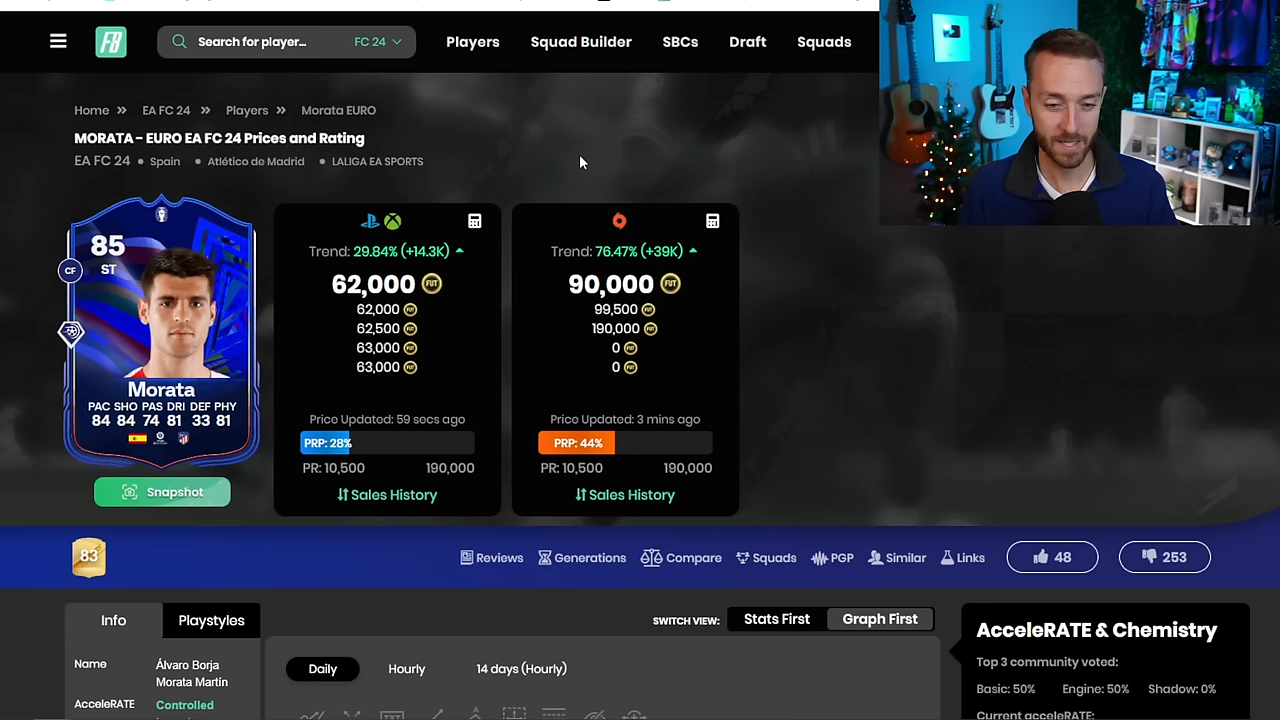 FB
Search for player...
FC 24
Players
Squad Builder
SBCs
Draft
Squads
Home » EA FC 24 » Players » Morata EURO
MORATA - EURO EA FC 24 Prices and Rating
EA FC 24 • Spain • Atlético de Madrid • LALIGA EA SPORTS
85
ST
CF
Morata
PAC SHO PAS DRI DEF PHY
84 84 74 81 33 81
Snapshot
Trend: 29.84% (+14.3K)
62,000
62,000
62,500
63,000
63,000
Price Updated: 59 secs ago
PRP: 28%
PR: 10,500 190,000
Sales History
Trend: 76.47% (+39K)
90,000
99,500
190,000
0
0
Price Updated: 3 mins ago
PRP: 44%
PR: 10,500 190,000
Sales History
83
Reviews
Generations
Compare
Squads
PGP
Similar
Links
48
253
Info
Playstyles
Name
Álvaro Borja
Morata Martín
AcceleRATE
Controlled
SWITCH VIEW:
Stats First
Graph First
Daily
Hourly
14 days (Hourly)
AcceleRATE & Chemistry
Top 3 community voted:
Basic: 50% Engine: 50% Shadow: 0%
Current acceleRATE: